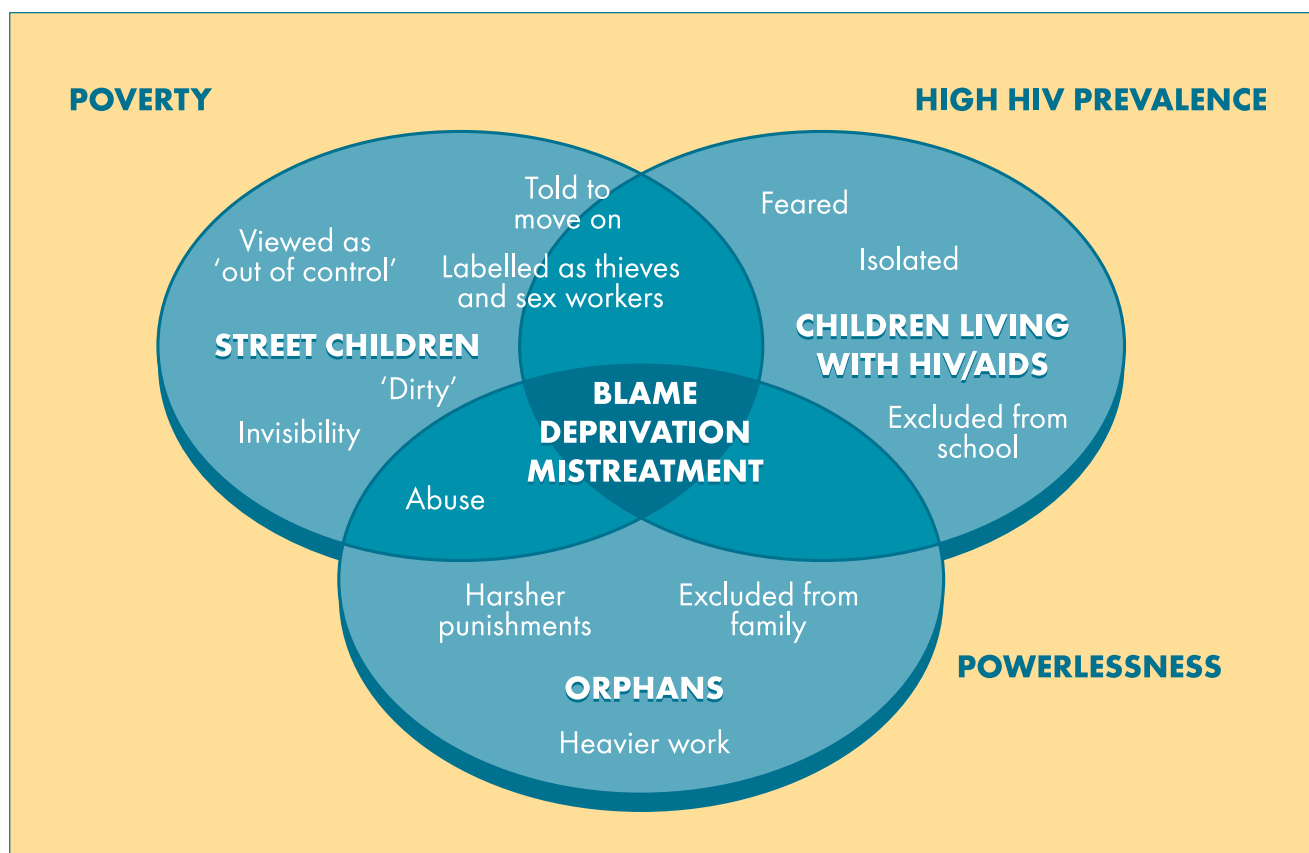 POVERTY
HIGH HIV PREVALENCE
Told to
move on
Viewed as
‘out of control’
Labelled as thieves
and sex workers
STREET CHILDREN
‘Dirty’
Invisibility
Feared
Isolated
CHILDREN LIVING
WITH HIV/AIDS
Excluded from
school
BLAME
DEPRIVATION
MISTREATMENT
Abuse
Harsher
punishments
Excluded from
family
ORPHANS
Heavier work
POWERLESSNESS